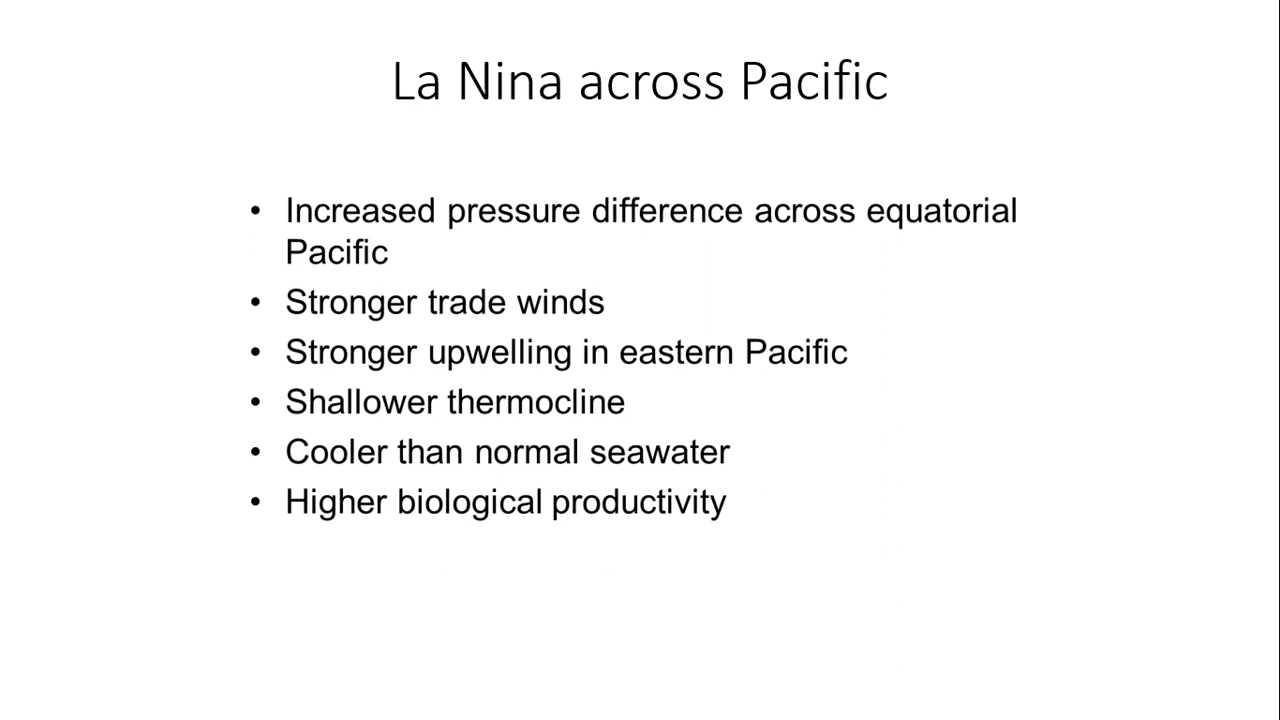 La Nina across Pacific
• Increased pressure difference across equatorial
Pacific
• Stronger trade winds
• Stronger upwelling in eastern Pacific
• Shallower thermocline
• Cooler than normal seawater
• Higher biological productivity